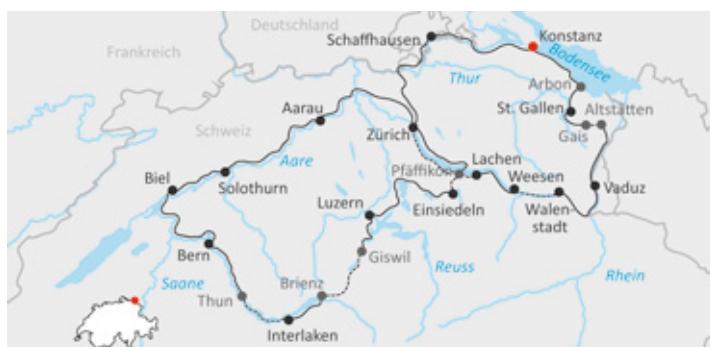 Deutschland
Konstanz
Schaffhausen
Frankreich
Bodensee
Thur
Arbon
Aarau
St. Gallen
Altstätten
Schweiz
Zürich
Gais
Aare
Pfäffikon
Lachen
Biel
Solothurn
Weesen
Vaduz
Luzern
Einsiedeln
Walen-
stadt
Bern
Giswil
Reuss
Saane
Brienz
Rhein
Thun
Interlaken